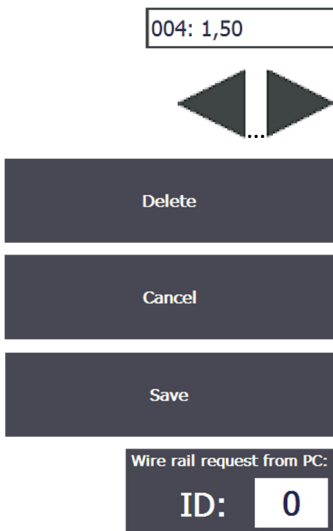 004: 1,50
...
Delete
Cancel
Save
Wire rail request from PC:
ID: 0